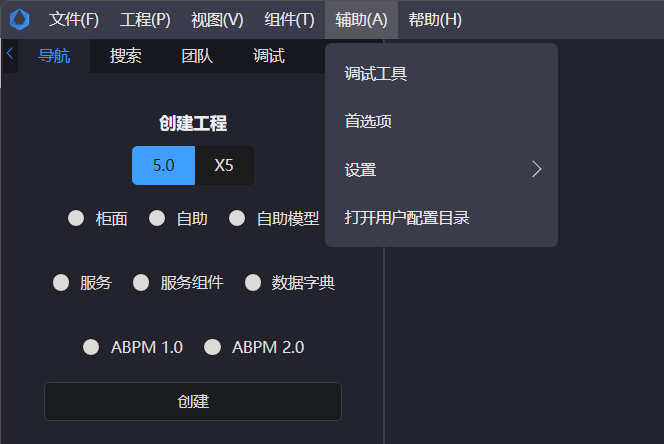 文件(F) 工程(P) 视图(V) 组件(T) 辅助(A) 帮助(H)
导航 搜索 团队 调试
调试工具
首选项
设置
打开用户配置目录
创建工程
5.0 X5
柜面 自助 自助模型
服务 服务组件 数据字典
ABPM 1.0 ABPM 2.0
创建